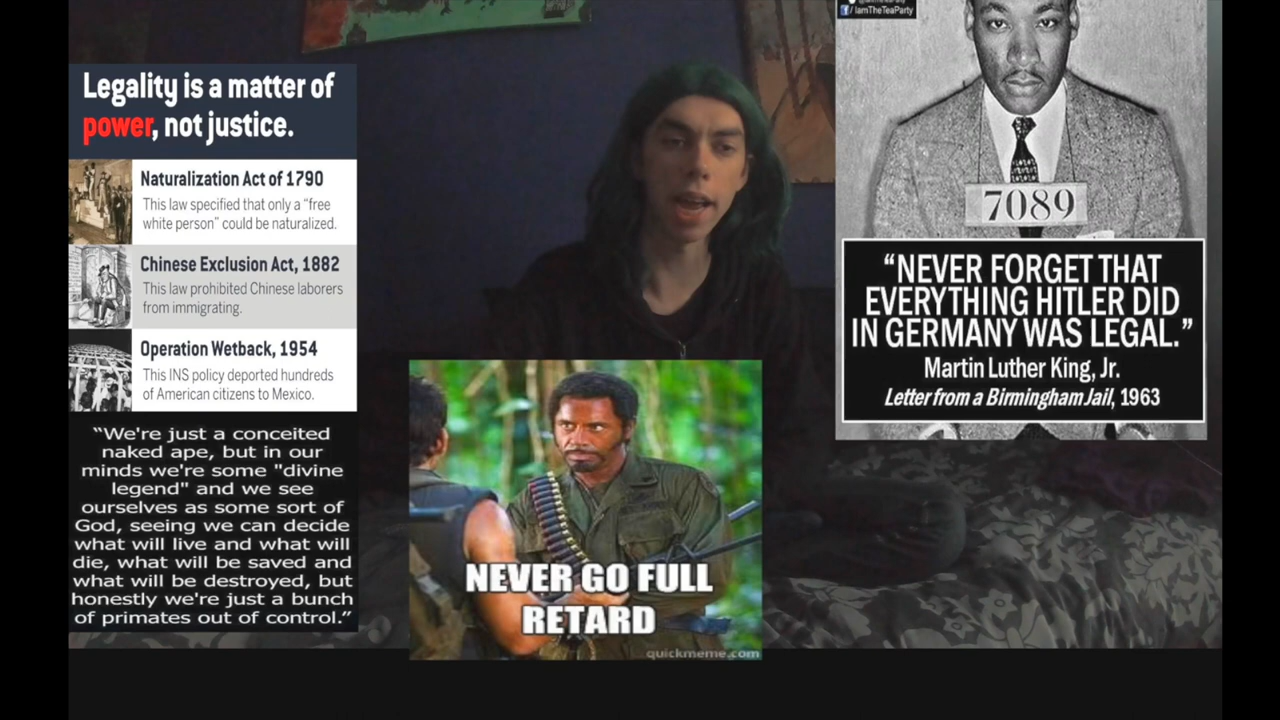 Legality is a matter of
power, not justice.
Naturalization Act of 1790
This law specified that only a “free
white person” could be naturalized.
Chinese Exclusion Act, 1882
This law prohibited Chinese laborers
from immigrating.
Operation Wetback, 1954
This INS policy deported hundreds
of American citizens to Mexico.
“We're just a conceited
naked ape, but in our
minds we're some "divine
legend" and we see
ourselves as some sort of
God, seeing we can decide
what will live and what will
die, what will be saved and
what will be destroyed, but
honestly we're just a bunch
of primates out of control.”
NEVER GO FULL
RETARD
quickmeme.com
f/IamTheTeaParty
7089
“NEVER FORGET THAT
EVERYTHING HITLER DID
IN GERMANY WAS LEGAL.”
Martin Luther King, Jr.
Letter from a Birmingham Jail, 1963